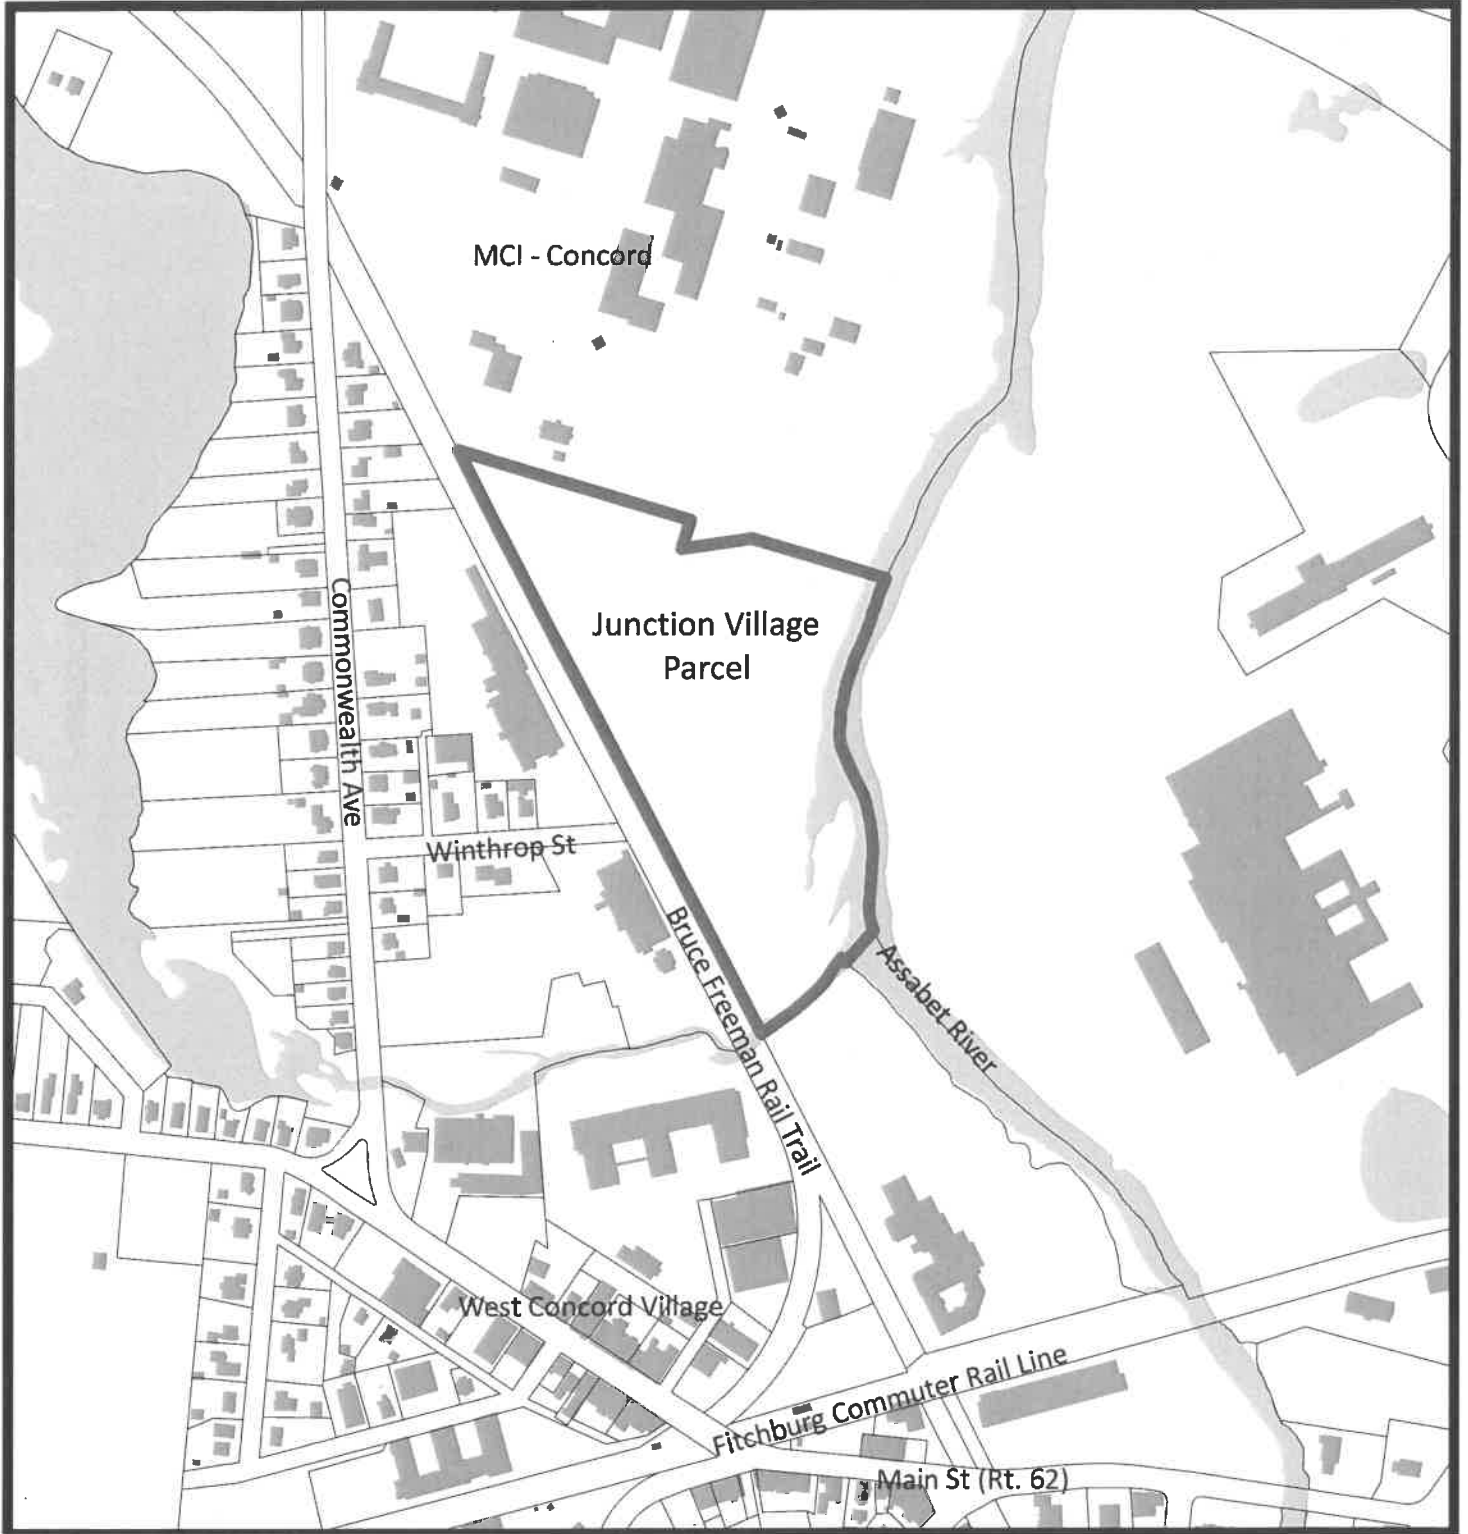 MCI - Concord
Junction Village
Parcel
Commonwealth Ave
Winthrop St
Bruce Freeman Rail Trail
Assabet River
West Concord Village
Fitchburg Commuter Rail Line
Main St (Rt. 62)